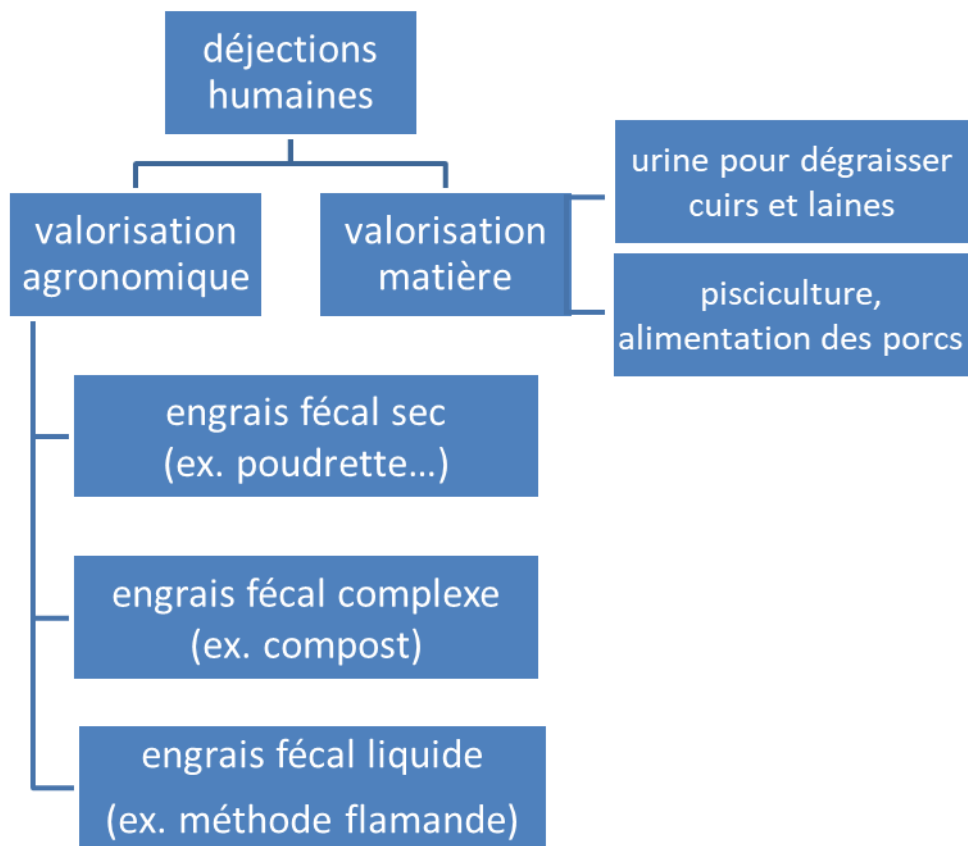 déjections
humaines
valorisation
agronomique
valorisation
matière
urine pour dégraisser
cuirs et laines
pisciculture,
alimentation des porcs
engrais fécal sec
(ex. poudrette...)
engrais fécal complexe
(ex. compost)
engrais fécal liquide
(ex. méthode flamande)